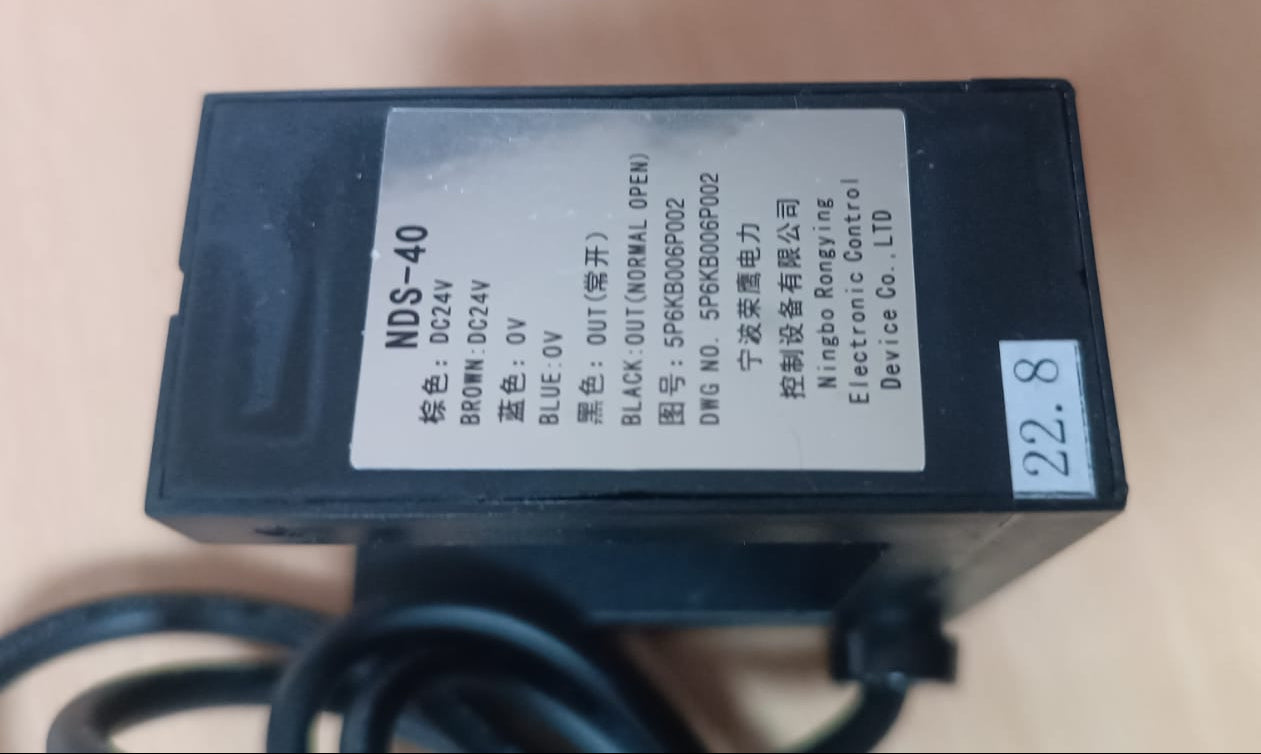 NDS-40
棕色: DC24V
BROWN:DC24V
蓝色: 0V
BLUE:0V
黑色: OUT(常开)
BLACK:OUT(NORMAL OPEN)
图号: 5P6KB006P002
DWG NO. 5P6KB006P002
宁波荣鹰电力
控制设备有限公司
Ningbo Rongying
Electronic Control
Device Co.,LTD
22.8